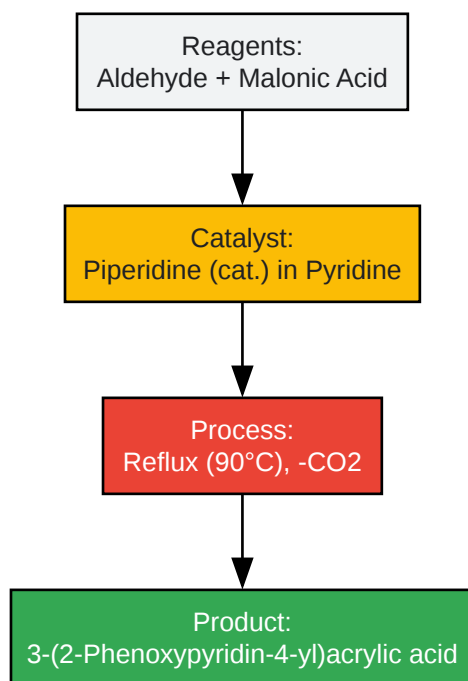 Reagents:
Aldehyde + Malonic Acid
Catalyst:
Piperidine (cat.) in Pyridine
Process:
Reflux (90°C), -CO2
Product:
3-(2-Phenoxypyridin-4-yl)acrylic acid